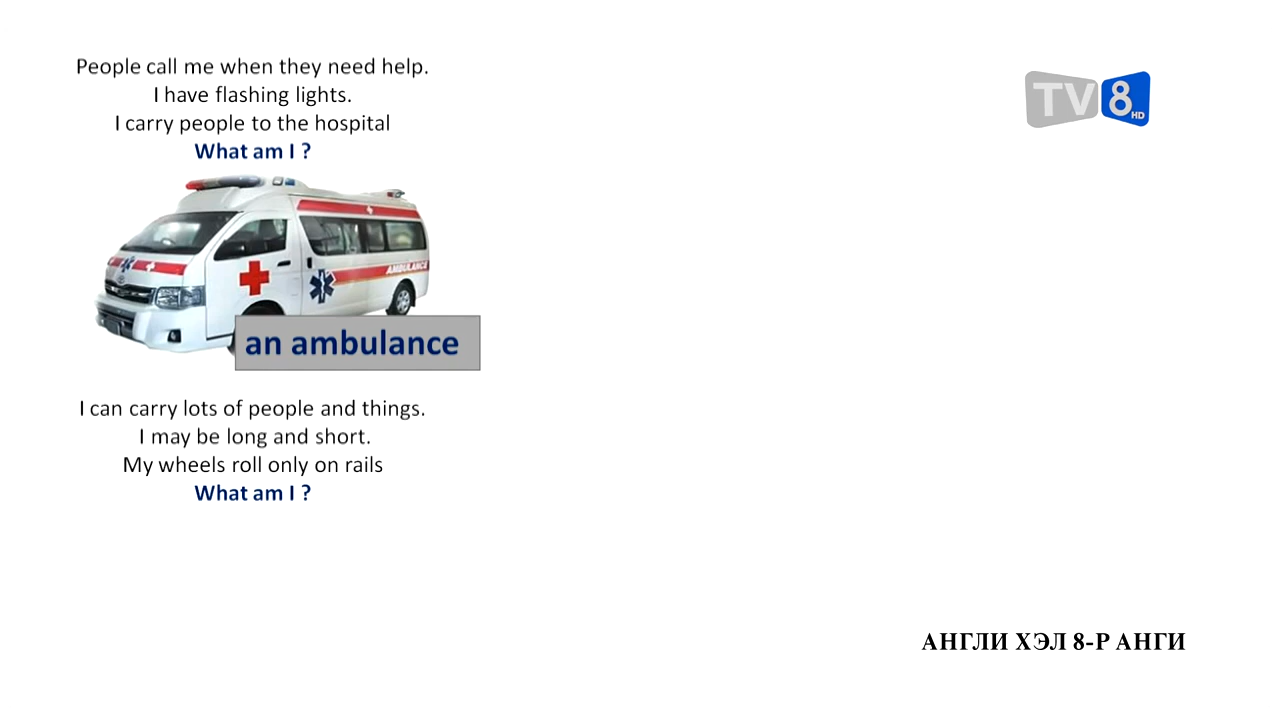 People call me when they need help.
I have flashing lights.
I carry people to the hospital
What am I ?
TV8 HD
AMBULANCE
an ambulance
I can carry lots of people and things.
I may be long and short.
My wheels roll only on rails
What am I ?
АНГЛИ ХЭЛ 8-Р АНГИ